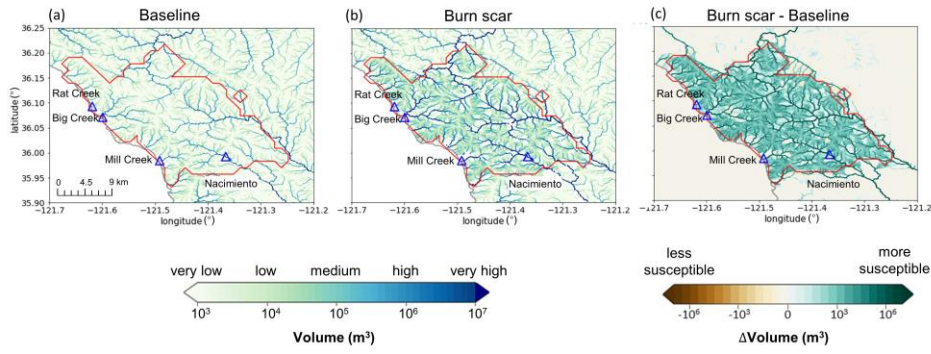 (a) Baseline
36.25
36.20
36.15
36.10
36.05
36.00
35.95
35.90
latitude (°)
Rat Creek
Big Creek
Mill Creek
Nacimiento
0 4.5 9 km
−121.7 −121.6 −121.5 −121.4 −121.3 −121.2
longitude (°)
(b) Burn scar
Rat Creek
Big Creek
Mill Creek
Nacimiento
−121.7 −121.6 −121.5 −121.4 −121.3 −121.2
longitude (°)
(c) Burn scar - Baseline
Rat Creek
Big Creek
Mill Creek
Nacimiento
−121.7 −121.6 −121.5 −121.4 −121.3 −121.2
longitude (°)
very low low medium high very high
10³ 10⁴ 10⁵ 10⁶ 10⁷
Volume (m³)
less susceptible
more susceptible
-10⁶ -10³ 0 10³ 10⁶
ΔVolume (m³)